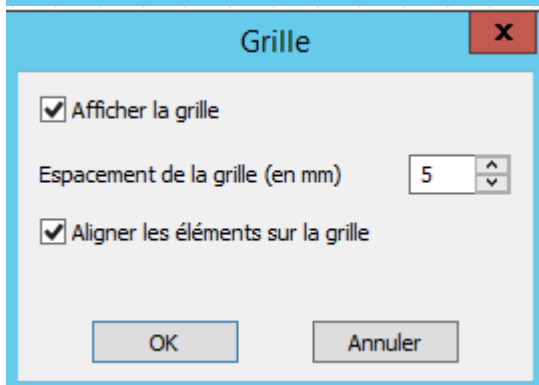 Grille
x
Afficher la grille
Espacement de la grille (en mm) 5
Aligner les éléments sur la grille
OK Annuler